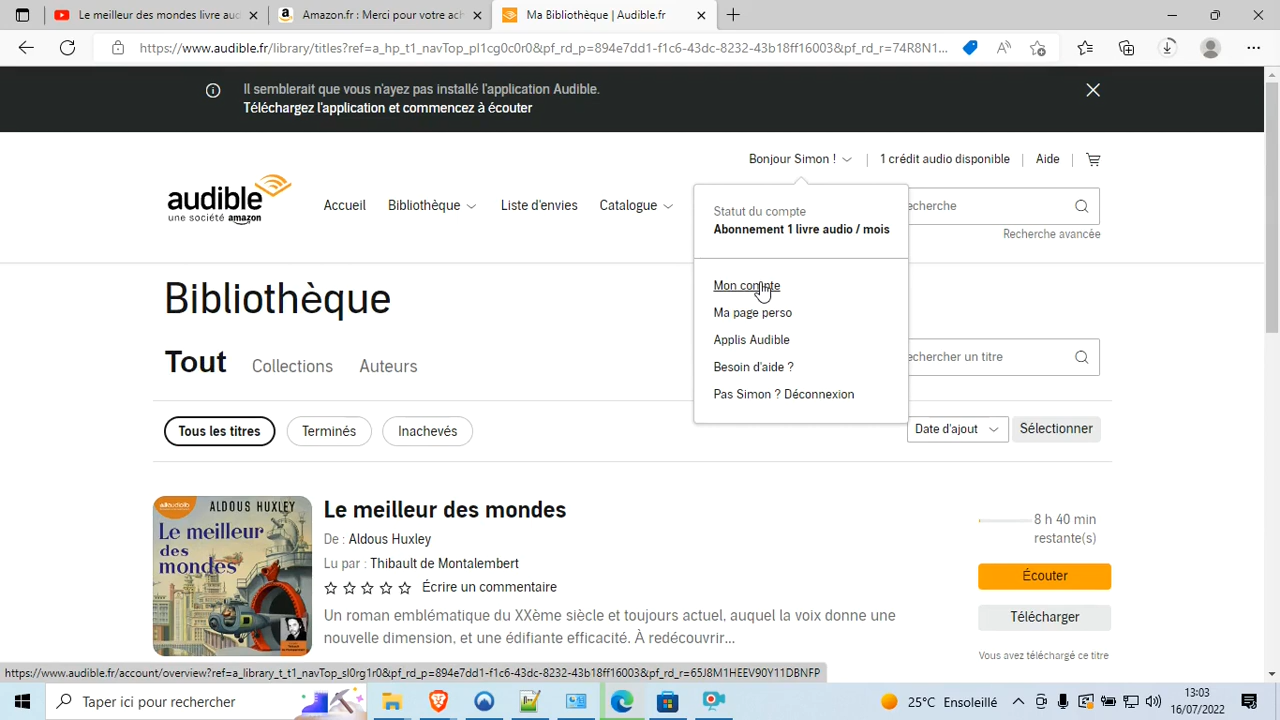 Le meilleur des mondes livre aud
Amazon.fr : Merci pour votre ach
Ma Bibliothèque | Audible.fr
https://www.audible.fr/library/titles?ref=a_hp_t1_navTop_pl1cg0c0r0&pf_rd_p=894e7dd1-f1c6-43dc-8232-43b18ff16003&pf_rd_r=74R8N1...
Il semblerait que vous n'ayez pas installé l'application Audible.
Téléchargez l'application et commencez à écouter
Bonjour Simon !
1 crédit audio disponible
Aide
audible
une société amazon
Accueil
Bibliothèque
Liste d'envies
Catalogue
echerche
Recherche avancée
Statut du compte
Abonnement 1 livre audio / mois
Mon compte
Ma page perso
Applis Audible
Besoin d'aide ?
Pas Simon ? Déconnexion
Bibliothèque
Tout
Collections
Auteurs
echercher un titre
Tous les titres
Terminés
Inachevés
Date d'ajout
Sélectionner
audiolib
ALDOUS HUXLEY
Le meilleur
des
mondes
Le meilleur des mondes
De : Aldous Huxley
Lu par : Thibault de Montalembert
Écrire un commentaire
Un roman emblématique du XXème siècle et toujours actuel, auquel la voix donne une
nouvelle dimension, et une édifiante efficacité. À redécouvrir...
8 h 40 min
restante(s)
Écouter
Télécharger
Vous avez téléchargé ce titre
https://www.audible.fr/account/overview?ref=a_library_t_t1_navTop_sl0rg1r0&pf_rd_p=894e7dd1-f1c6-43dc-8232-43b18ff16003&pf_rd_r=65J8M1HEEV90Y11DBNFP
Taper ici pour rechercher
25°C Ensoleille
13:03
16/07/2022